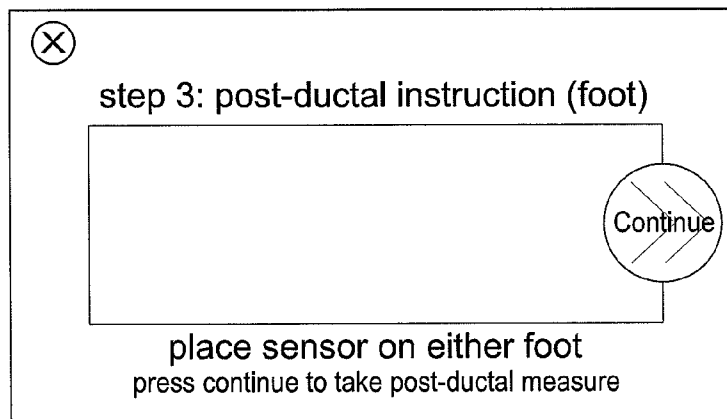 step 3: post-ductal instruction (foot)
Continue
place sensor on either foot
press continue to take post-ductal measure